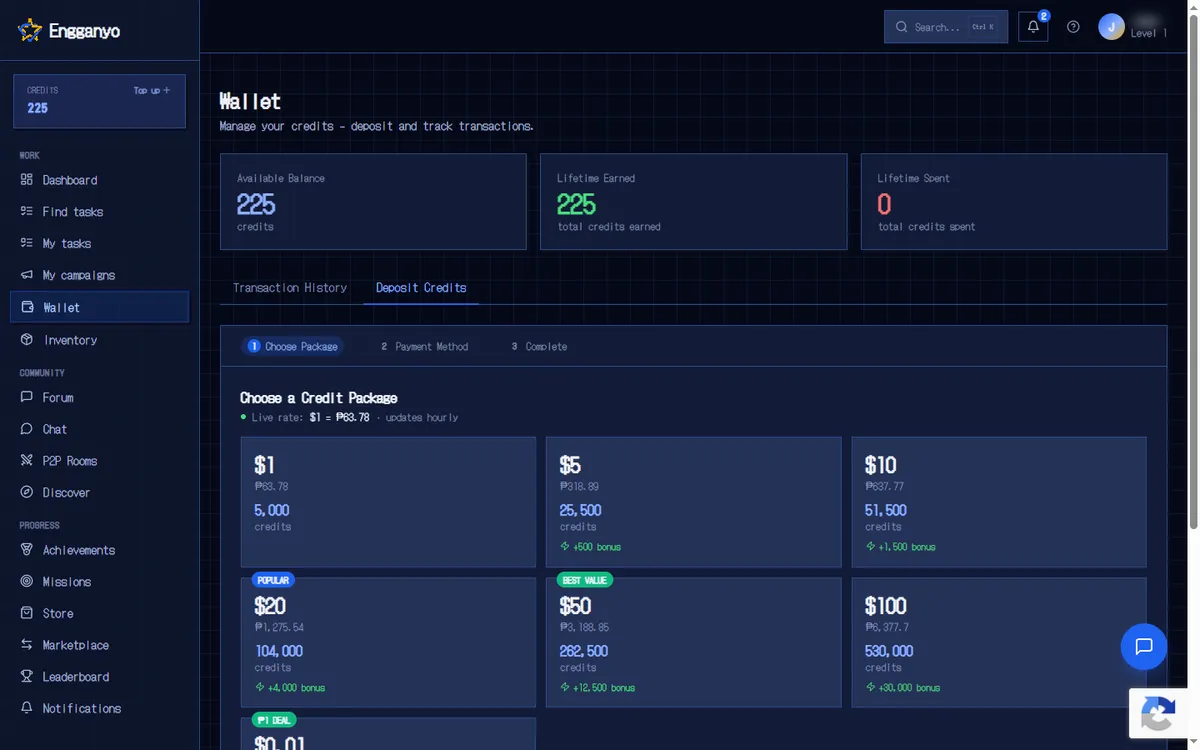 Engganyo
Search... Ctrl K
2
J
Level 1
CREDITS
Top up +
225
WORK
Dashboard
Find tasks
My tasks
My campaigns
Wallet
Inventory
COMMUNITY
Forum
Chat
P2P Rooms
Discover
PROGRESS
Achievements
Missions
Store
Marketplace
Leaderboard
Notifications
Wallet
Manage your credits - deposit and track transactions.
Available Balance
225
credits
Lifetime Earned
225
total credits earned
Lifetime Spent
0
total credits spent
Transaction History
Deposit Credits
1 Choose Package
2 Payment Method
3 Complete
Choose a Credit Package
Live rate: $1 = ₱63.78 · updates hourly
$1
₱63.78
5,000
credits
$5
₱318.89
25,500
credits
+500 bonus
$10
₱637.77
51,500
credits
+1,500 bonus
POPULAR
$20
₱1,275.54
104,000
credits
+4,000 bonus
BEST VALUE
$50
₱3,188.85
262,500
credits
+12,500 bonus
$100
₱6,377.7
530,000
credits
+30,000 bonus
₱1 DEAL
$0.01